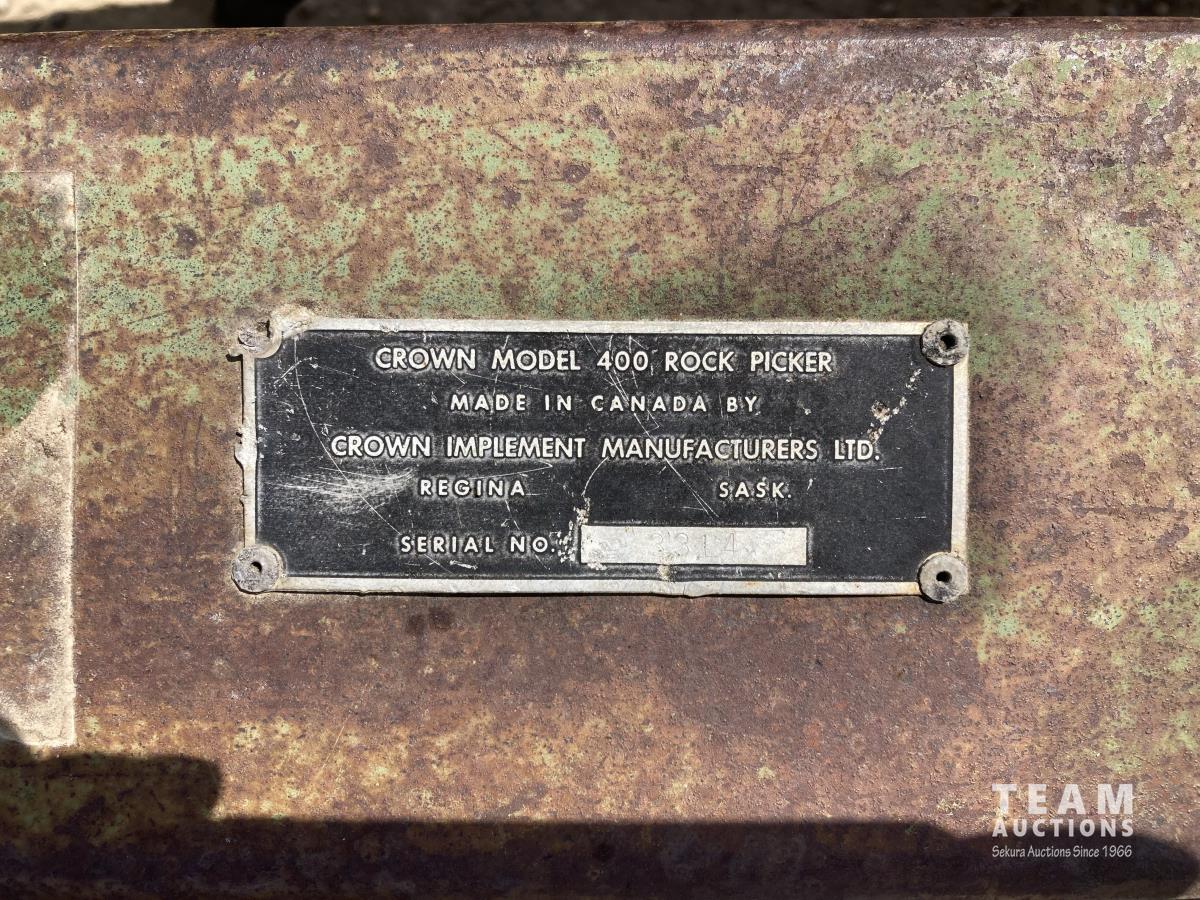 CROWN MODEL 400 ROCK PICKER
MADE IN CANADA BY
CROWN IMPLEMENT MANUFACTURERS LTD.
REGINA SASK.
SERIAL NO. 3314
TEAM
AUCTIONS
Sekura Auctions Since 1966